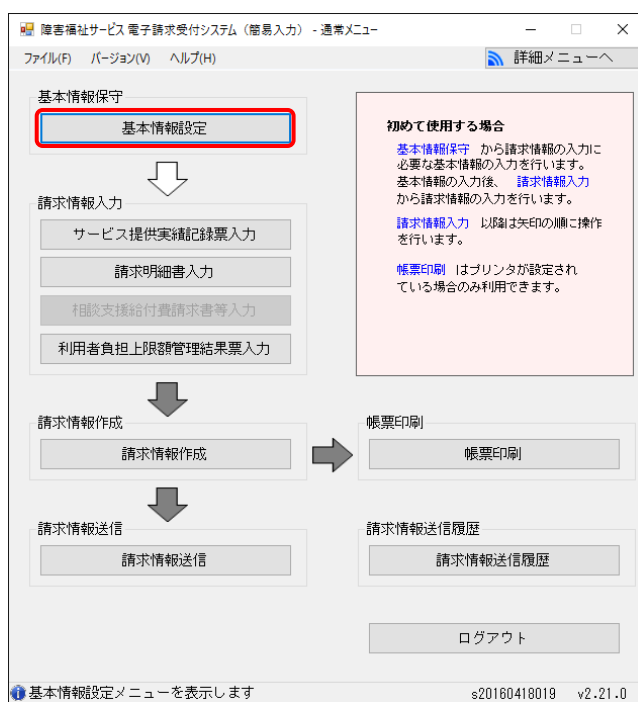 障害福祉サービス 電子請求受付システム（簡易入力） - 通常メニュー
ファイル(F) バージョン(V) ヘルプ(H)
詳細メニューへ
基本情報保守
基本情報設定
初めて使用する場合
基本情報保守 から請求情報の入力に
必要な基本情報の入力を行います。
基本情報の入力後、 請求情報入力
から請求情報の入力を行います。
請求情報入力 以降は矢印の順に操作
を行います。
帳票印刷 はプリンタが設定され
ている場合のみ利用できます。
請求情報入力
サービス提供実績記録票入力
請求明細書入力
相談支援給付費請求書等入力
利用者負担上限額管理結果票入力
請求情報作成
請求情報作成
帳票印刷
帳票印刷
請求情報送信
請求情報送信
請求情報送信履歴
請求情報送信履歴
ログアウト
基本情報設定メニューを表示します
s20160418019 v2.21.0